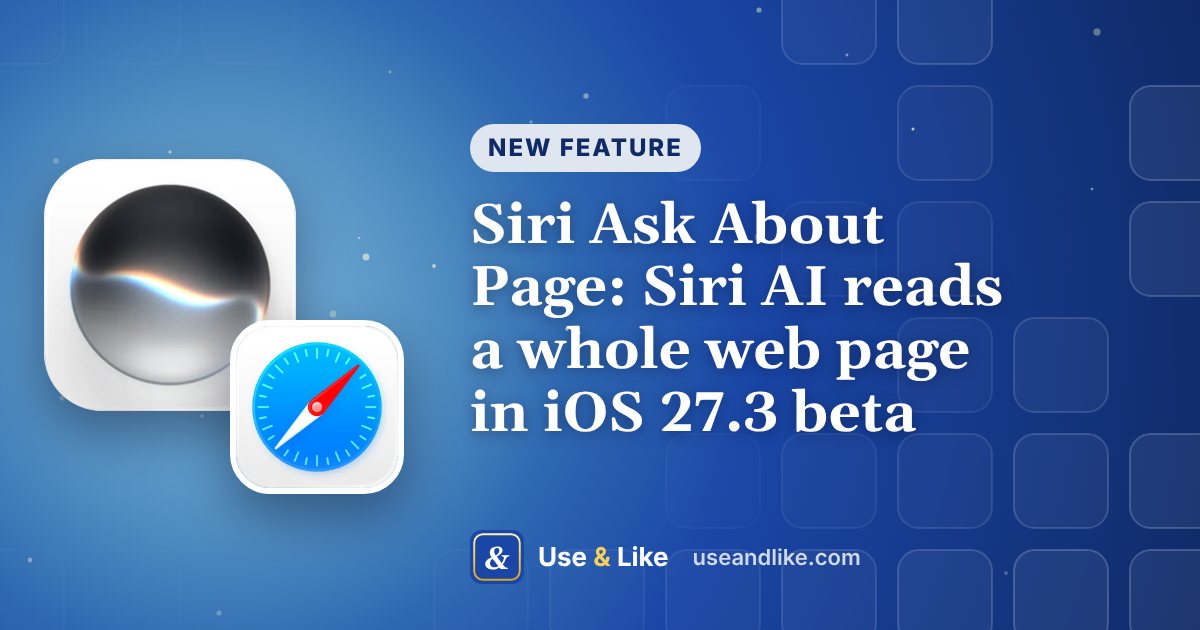 NEW FEATURE
Siri Ask About
Page: Siri AI reads
a whole web page
in iOS 27.3 beta
& Use & Like useandlike.com